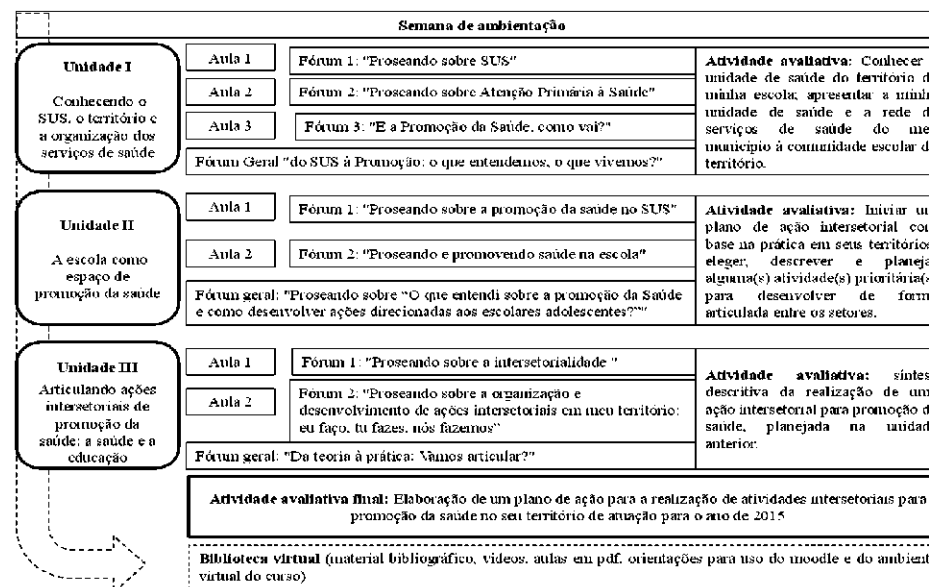 Semana de ambientação
Unidade I
Conhecendo o
SUS, o território e
a organização dos
serviços de saúde
Aula 1
Fórum 1: "Proseando sobre SUS"
Aula 2
Fórum 2: "Proseando sobre Atenção Primária à Saúde"
Aula 3
Fórum 3: "E a Promoção da Saúde, como vai?"
Fórum Geral "do SUS à Promoção: o que entendemos, o que vivemos?"
Atividade avaliativa: Conhecer
unidade de saúde do território d
minha escola; apresentar a minh
unidade de saúde e a rede d
serviços de saúde do me
município à comunidade escolar d
território.
Unidade II
A escola como
espaço de
promoção da saúde
Aula 1
Fórum 1: "Proseando sobre a promoção da saúde no SUS"
Aula 2
Fórum 2: "Proseando e promovendo saúde na escola"
Fórum geral: "Proseando sobre "O que entendi sobre a promoção da Saúde
e como desenvolver ações direcionadas aos escolares adolescentes?""
Atividade avaliativa: Iniciar um
plano de ação intersetorial com
base na prática em seus territórios
eleger, descrever e planeja
alguma(s) atividade(s) prioritária(s
para desenvolver de form
articulada entre os setores.
Unidade III
Articulando ações
intersetoriais de
promoção da
saúde: a saúde e a
educação
Aula 1
Fórum 1: "Proseando sobre a intersetorialidade "
Aula 2
Fórum 2: "Proseando sobre a organização e
desenvolvimento de ações intersetoriais em meu território:
eu faço, tu fazes, nós fazemos"
Fórum geral: "Da teoria à prática: Vamos articular?"
Atividade avaliativa: síntes
descritiva da realização de um
ação intersetorial para promoção d
saúde, planejada na unidad
anterior.
Atividade avaliativa final: Elaboração de um plano de ação para a realização de atividades intersetoriais para
promoção da saúde no seu território de atuação para o ano de 2015
Biblioteca virtual (material bibliográfico, vídeos, aulas em pdf, orientações para uso do moodle e do ambient
virtual do curso)